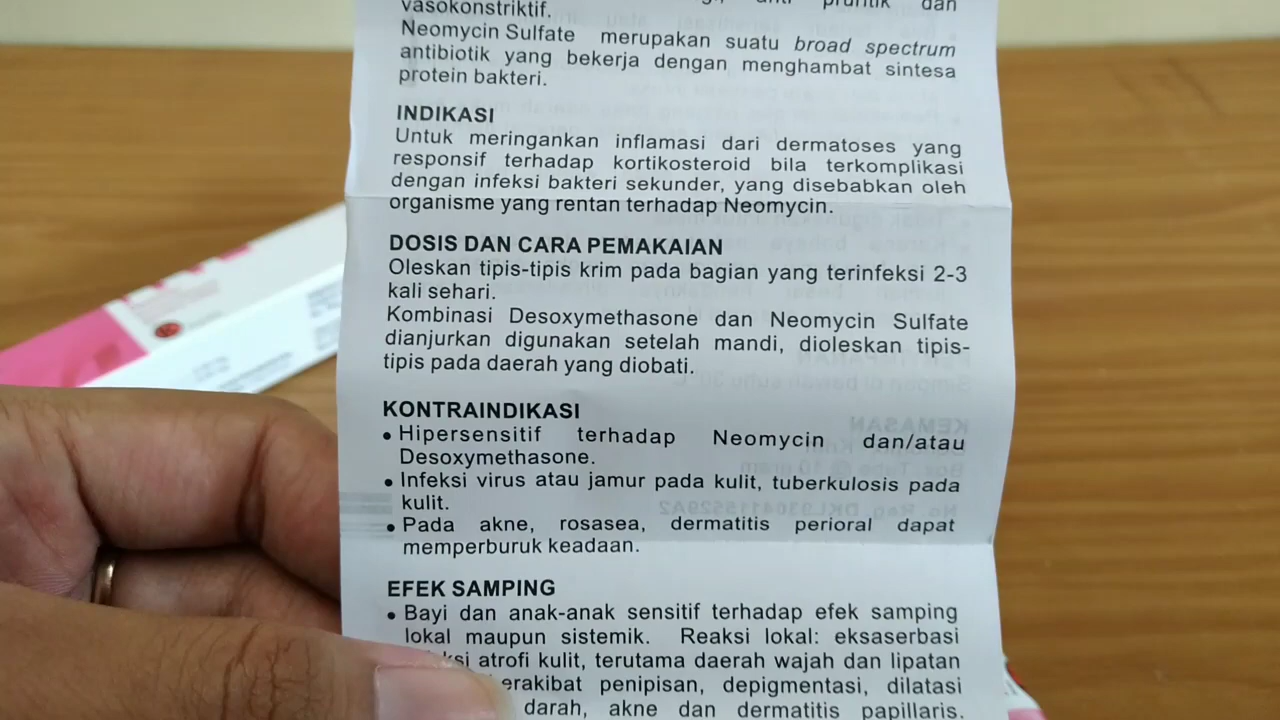 vasokonstriktif. pruritik dan
Neomycin Sulfate merupakan suatu broad spectrum
antibiotik yang bekerja dengan menghambat sintesa
protein bakteri.
INDIKASI
Untuk meringankan inflamasi dari dermatoses yang
responsif terhadap kortikosteroid bila terkomplikasi
dengan infeksi bakteri sekunder, yang disebabkan oleh
organisme yang rentan terhadap Neomycin.
DOSIS DAN CARA PEMAKAIAN
Oleskan tipis-tipis krim pada bagian yang terinfeksi 2-3
kali sehari.
Kombinasi Desoxymethasone dan Neomycin Sulfate
dianjurkan digunakan setelah mandi, dioleskan tipis-
tipis pada daerah yang diobati.
KONTRAINDIKASI
• Hipersensitif terhadap Neomycin dan/atau
Desoxymethasone.
• Infeksi virus atau jamur pada kulit, tuberkulosis pada
kulit.
• Pada akne, rosasea, dermatitis perioral dapat
memperburuk keadaan.
EFEK SAMPING
• Bayi dan anak-anak sensitif terhadap efek samping
lokal maupun sistemik. Reaksi lokal: eksaserbasi
atrofi kulit, terutama daerah wajah dan lipatan
penipisan, depigmentasi, dilatasi
darah, akne dan dermatitis papillaris.